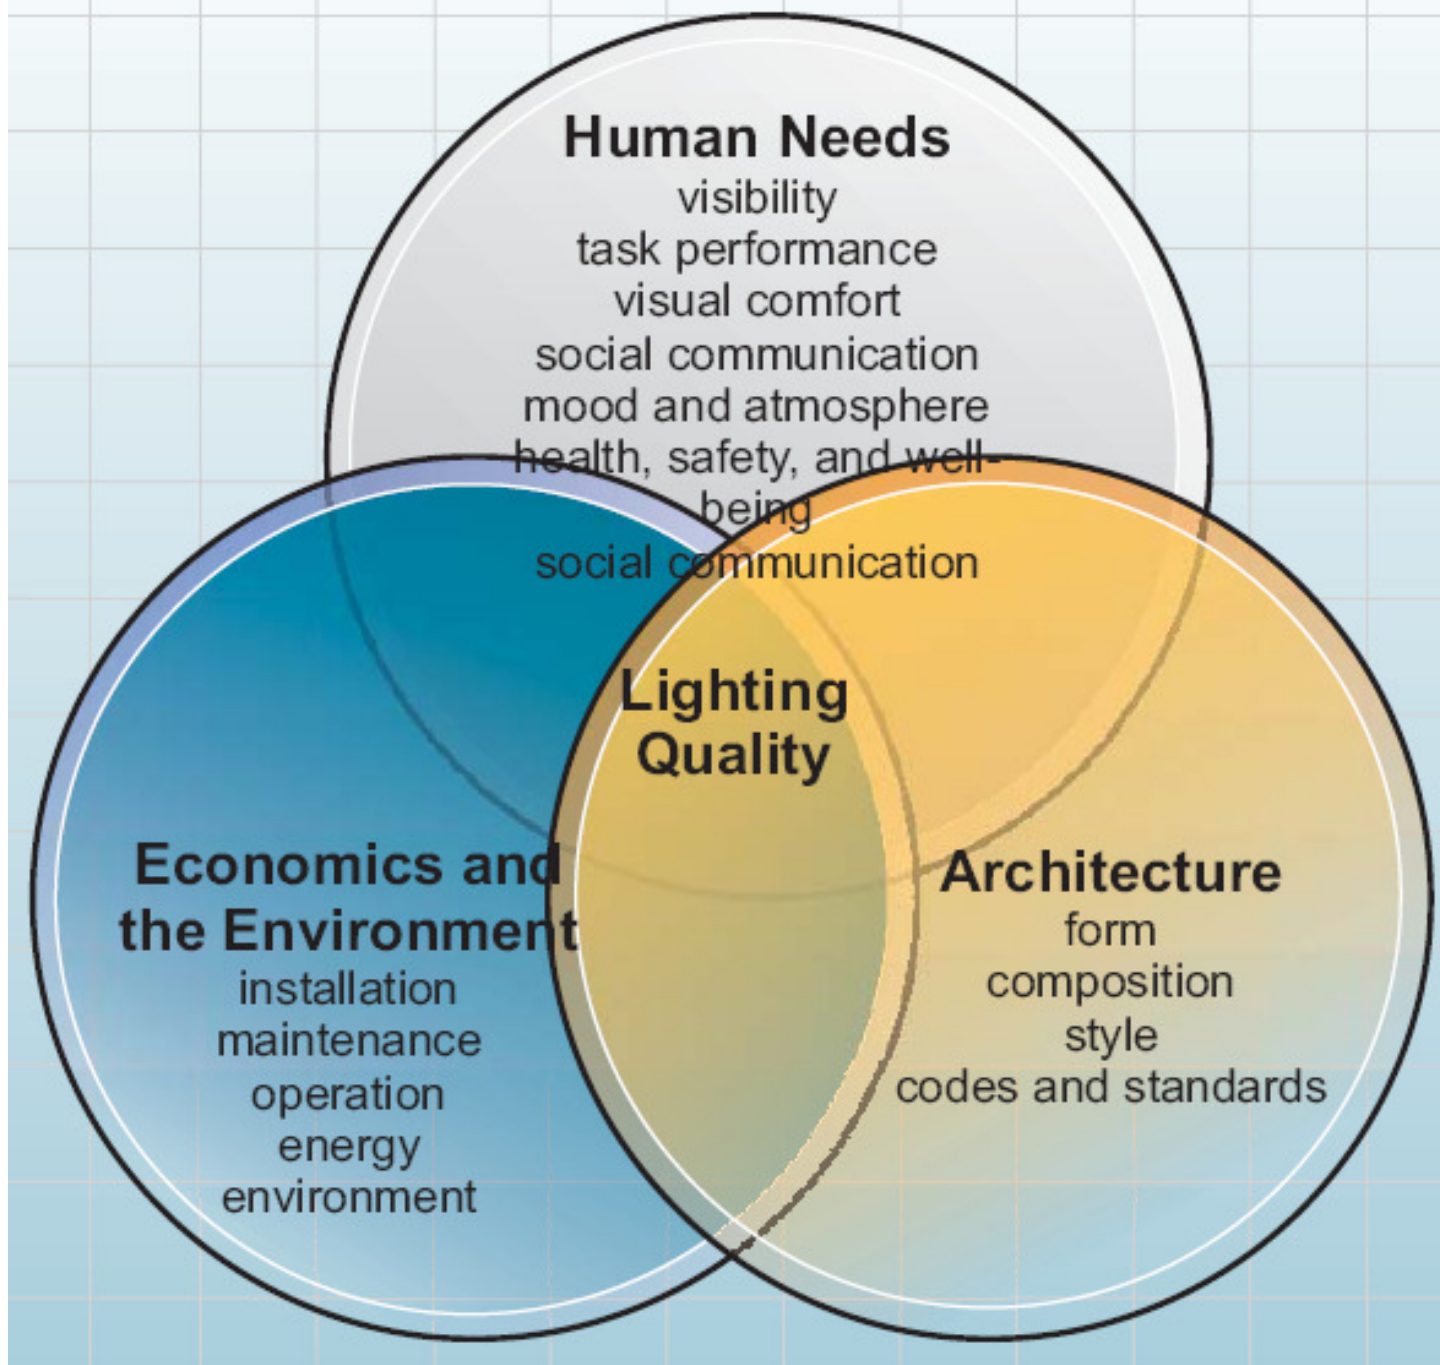 Human Needs
visibility
task performance
visual comfort
social communication
mood and atmosphere
health, safety, and well-
being
social communication
Lighting
Quality
Economics and
the Environment
installation
maintenance
operation
energy
environment
Architecture
form
composition
style
codes and standards